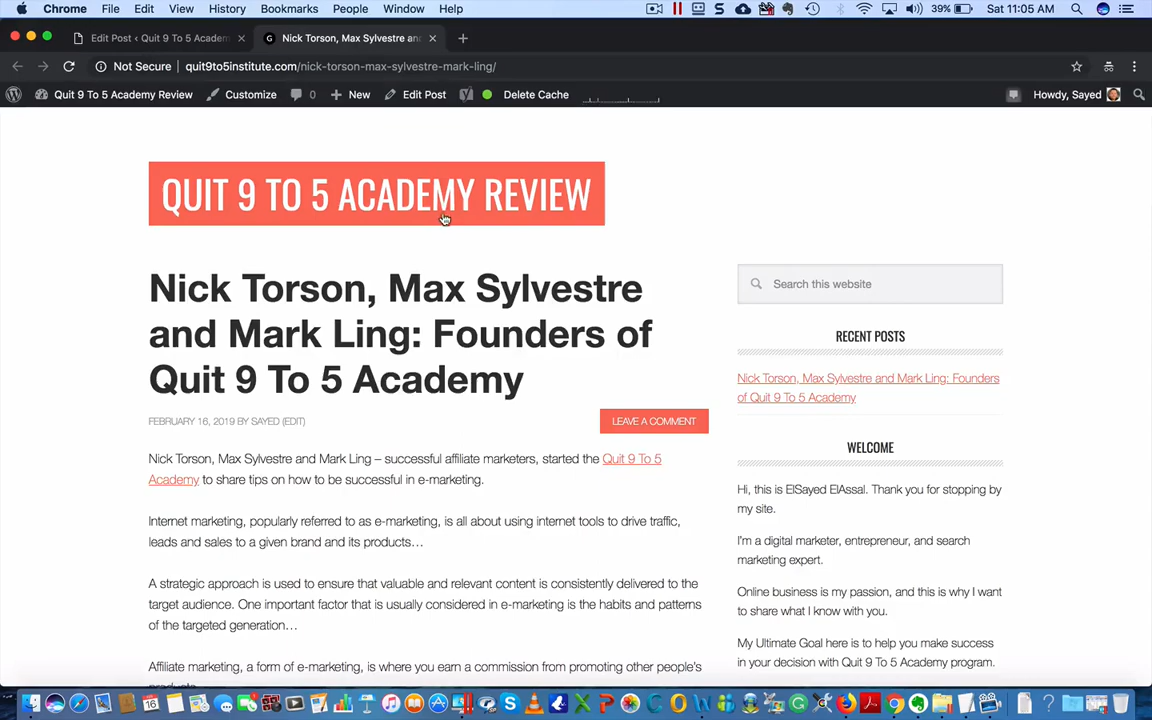 Chrome File Edit View History Bookmarks People Window Help 39% Sat 11:05 AM
Edit Post ‹ Quit 9 To 5 Academ
Nick Torson, Max Sylvestre an
Not Secure quit9to5institute.com/nick-torson-max-sylvestre-mark-ling/
Quit 9 To 5 Academy Review Customize 0 New Edit Post Delete Cache Howdy, Sayed
QUIT 9 TO 5 ACADEMY REVIEW
Nick Torson, Max Sylvestre
and Mark Ling: Founders of
Quit 9 To 5 Academy
FEBRUARY 16, 2019 BY SAYED (EDIT)
LEAVE A COMMENT
Nick Torson, Max Sylvestre and Mark Ling – successful affiliate marketers, started the Quit 9 To 5
Academy to share tips on how to be successful in e-marketing.
Internet marketing, popularly referred to as e-marketing, is all about using internet tools to drive traffic,
leads and sales to a given brand and its products…
A strategic approach is used to ensure that valuable and relevant content is consistently delivered to the
target audience. One important factor that is usually considered in e-marketing is the habits and patterns
of the targeted generation…
Affiliate marketing, a form of e-marketing, is where you earn a commission from promoting other people's
products
Search this website
RECENT POSTS
Nick Torson, Max Sylvestre and Mark Ling: Founders
of Quit 9 To 5 Academy
WELCOME
Hi, this is ElSayed ElAssal. Thank you for stopping by
my site.
I'm a digital marketer, entrepreneur, and search
marketing expert.
Online business is my passion, and this is why I want
to share what I know with you.
My Ultimate Goal here is to help you make success
in your decision with Quit 9 To 5 Academy program.